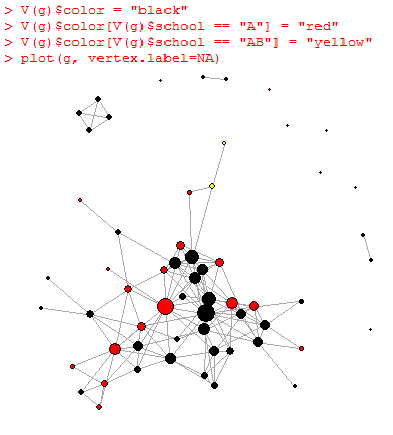 > V(g)$color = "black"
> V(g)$color[V(g)$school == "A"] = "red"
> V(g)$color[V(g)$school == "AB"] = "yellow"
> plot(g, vertex.label=NA)